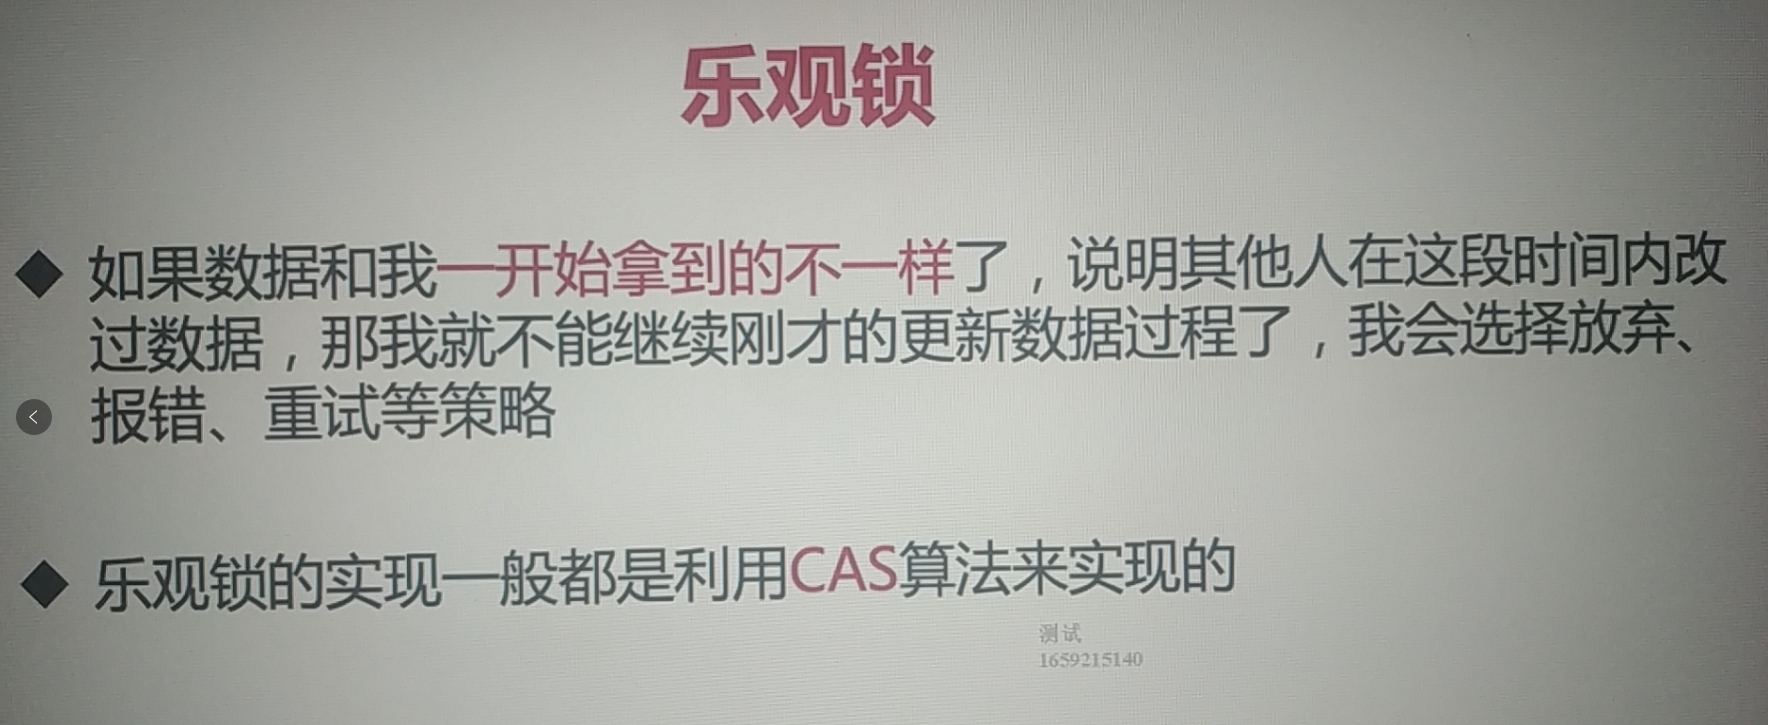 乐观锁
◆ 如果数据和我一开始拿到的不一样了，说明其他人在这段时间内改
过数据，那我就不能继续刚才的更新数据过程了，我会选择放弃、
报错、重试等策略
◆ 乐观锁的实现一般都是利用CAS算法来实现的
测试
1659215140